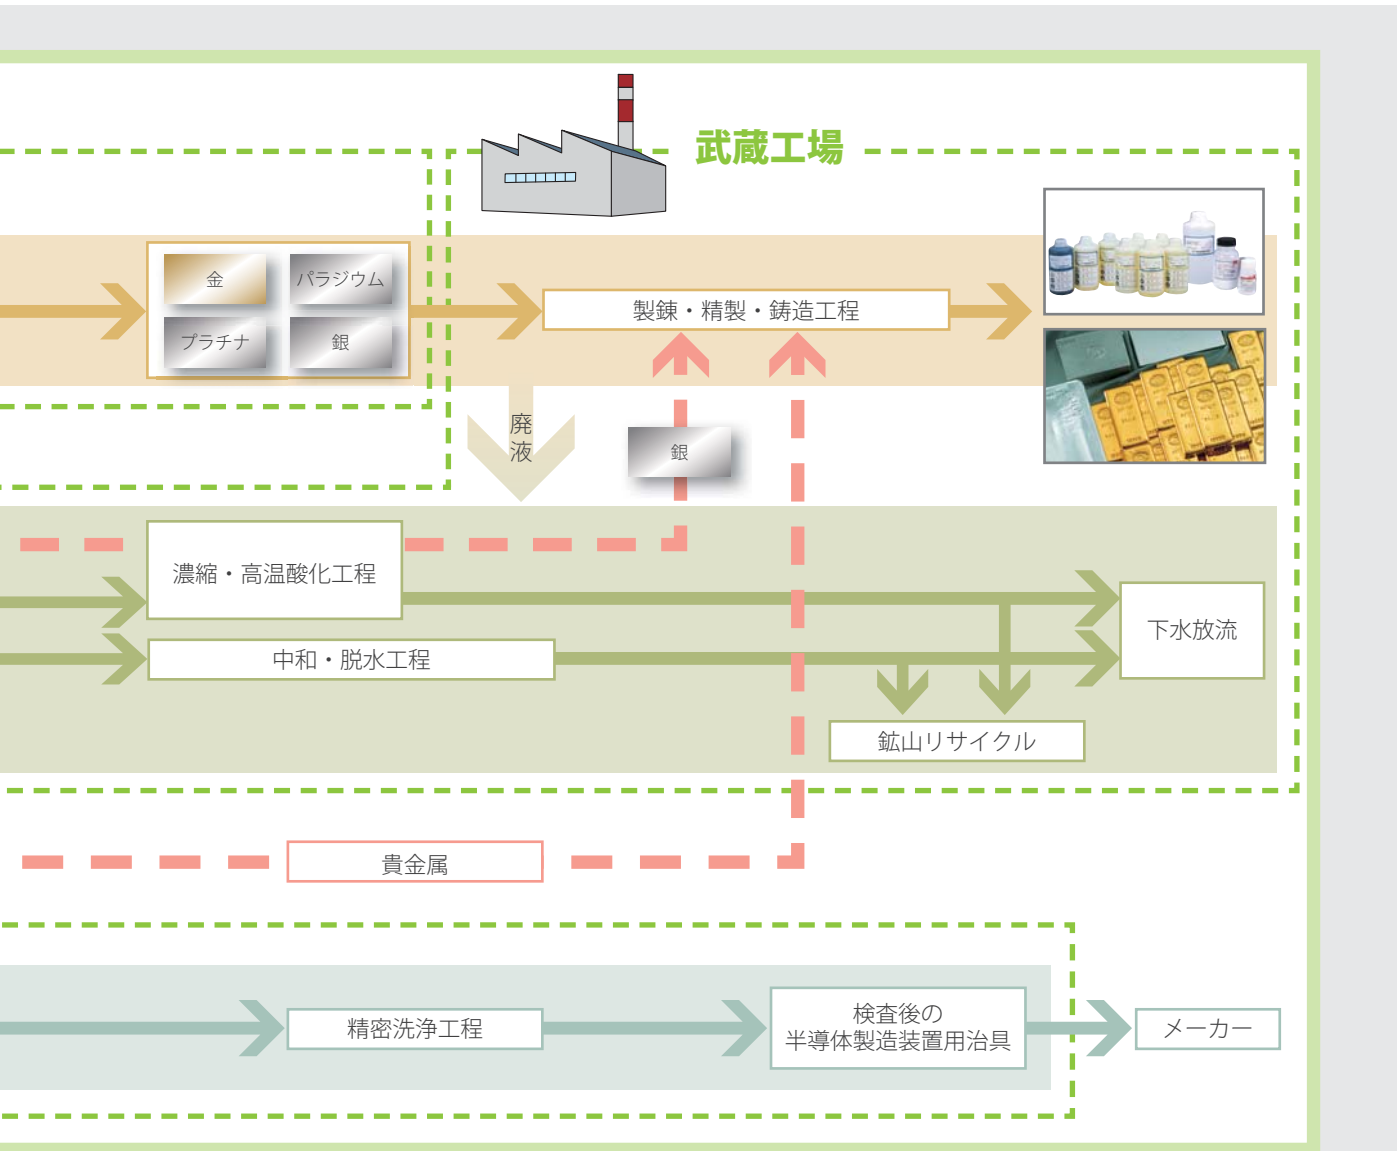 武蔵工場
金
パラジウム
プラチナ
銀
製錬・精製・鋳造工程
廃液
銀
濃縮・高温酸化工程
中和・脱水工程
下水放流
鉱山リサイクル
貴金属
精密洗浄工程
検査後の
半導体製造装置用治具
メーカー